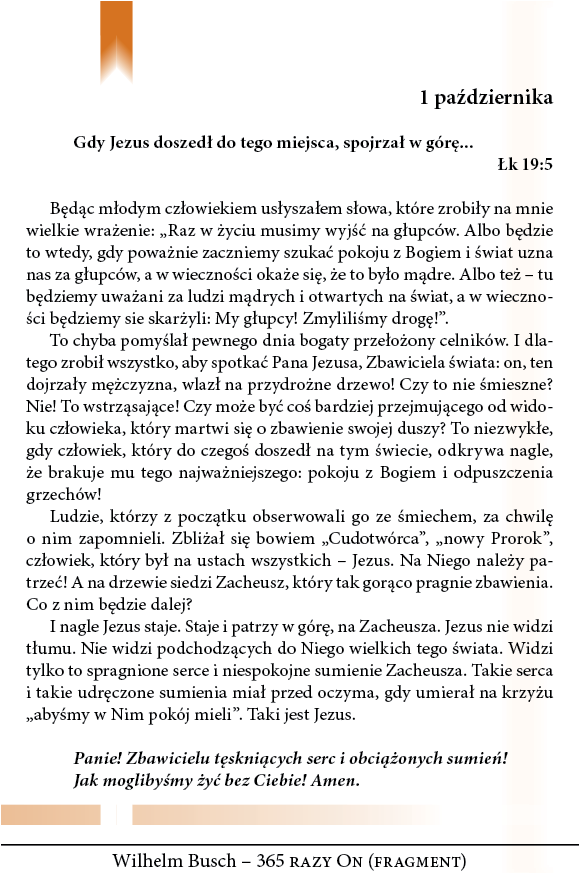 1 października
Gdy Jezus doszedł do tego miejsca, spojrzał w górę...
Łk 19:5
Będąc młodym człowiekiem usłyszałem słowa, które zrobiły na mnie
wielkie wrażenie: „Raz w życiu musimy wyjść na głupców. Albo będzie
to wtedy, gdy poważnie zaczniemy szukać pokoju z Bogiem i świat uzna
nas za głupców, a w wieczności okaże się, że to było mądre. Albo też – tu
będziemy uważani za ludzi mądrych i otwartych na świat, a w wieczno-
ści będziemy sie skarżyli: My głupcy! Zmyliliśmy drogę!”.
To chyba pomyślał pewnego dnia bogaty przełożony celników. I dla-
tego zrobił wszystko, aby spotkać Pana Jezusa, Zbawiciela świata: on, ten
dojrzały mężczyzna, wlazł na przydrożne drzewo! Czy to nie śmieszne?
Nie! To wstrząsające! Czy może być coś bardziej przejmującego od wido-
ku człowieka, który martwi się o zbawienie swojej duszy? To niezwykłe,
gdy człowiek, który do czegoś doszedł na tym świecie, odkrywa nagle,
że brakuje mu tego najważniejszego: pokoju z Bogiem i odpuszczenia
grzechów!
Ludzie, którzy z początku obserwowali go ze śmiechem, za chwilę
o nim zapomnieli. Zbliżał się bowiem „Cudotwórca”, „nowy Prorok”,
człowiek, który był na ustach wszystkich – Jezus. Na Niego należy pa-
trzeć! A na drzewie siedzi Zacheusz, który tak gorąco pragnie zbawienia.
Co z nim będzie dalej?
I nagle Jezus staje. Staje i patrzy w górę, na Zacheusza. Jezus nie widzi
tłumu. Nie widzi podchodzących do Niego wielkich tego świata. Widzi
tylko to spragnione serce i niespokojne sumienie Zacheusza. Takie serca
i takie udręczone sumienia miał przed oczyma, gdy umierał na krzyżu
„abyśmy w Nim pokój mieli”. Taki jest Jezus.
Panie! Zbawicielu tęskniących serc i obciążonych sumień!
Jak moglibyśmy żyć bez Ciebie! Amen.
Wilhelm Busch – 365 razy On (fragment)